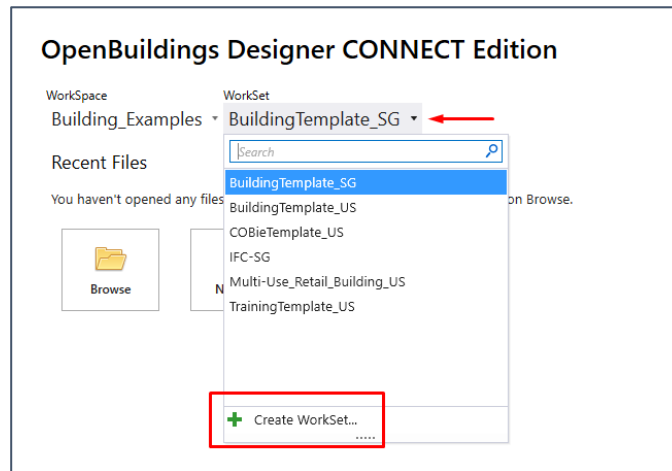 OpenBuildings Designer CONNECT Edition
WorkSpace WorkSet
Building_Examples BuildingTemplate_SG
Search
Recent Files
BuildingTemplate_SG
You haven't opened any files on Browse.
BuildingTemplate_US
COBieTemplate_US
IFC-SG
Browse N
Multi-Use_Retail_Building_US
TrainingTemplate_US
Create WorkSet...